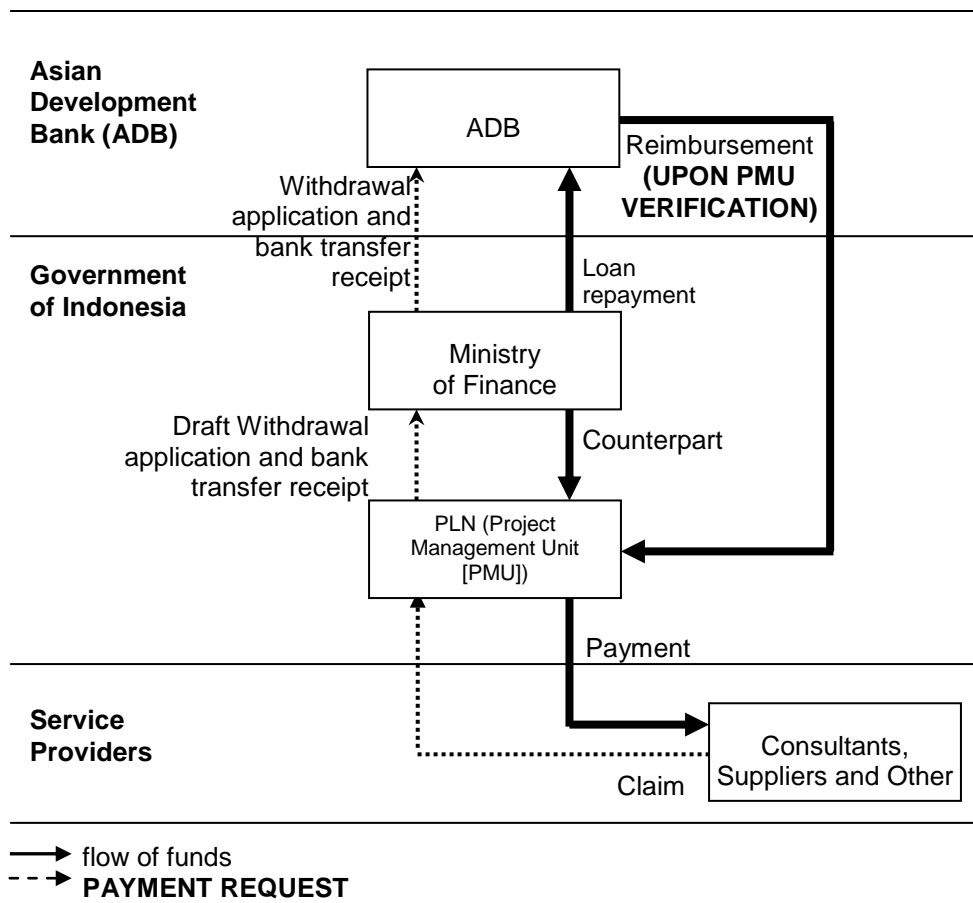 Asian
Development
Bank (ADB)
ADB
Reimbursement
(UPON PMU
VERIFICATION)
Withdrawal
application and
bank transfer
receipt
Loan
repayment
Government
of Indonesia
Ministry
of Finance
Draft Withdrawal
application and bank
transfer receipt
Counterpart
PLN (Project
Management Unit
[PMU])
Payment
Service
Providers
Consultants,
Suppliers and Other
Claim
flow of funds
PAYMENT REQUEST